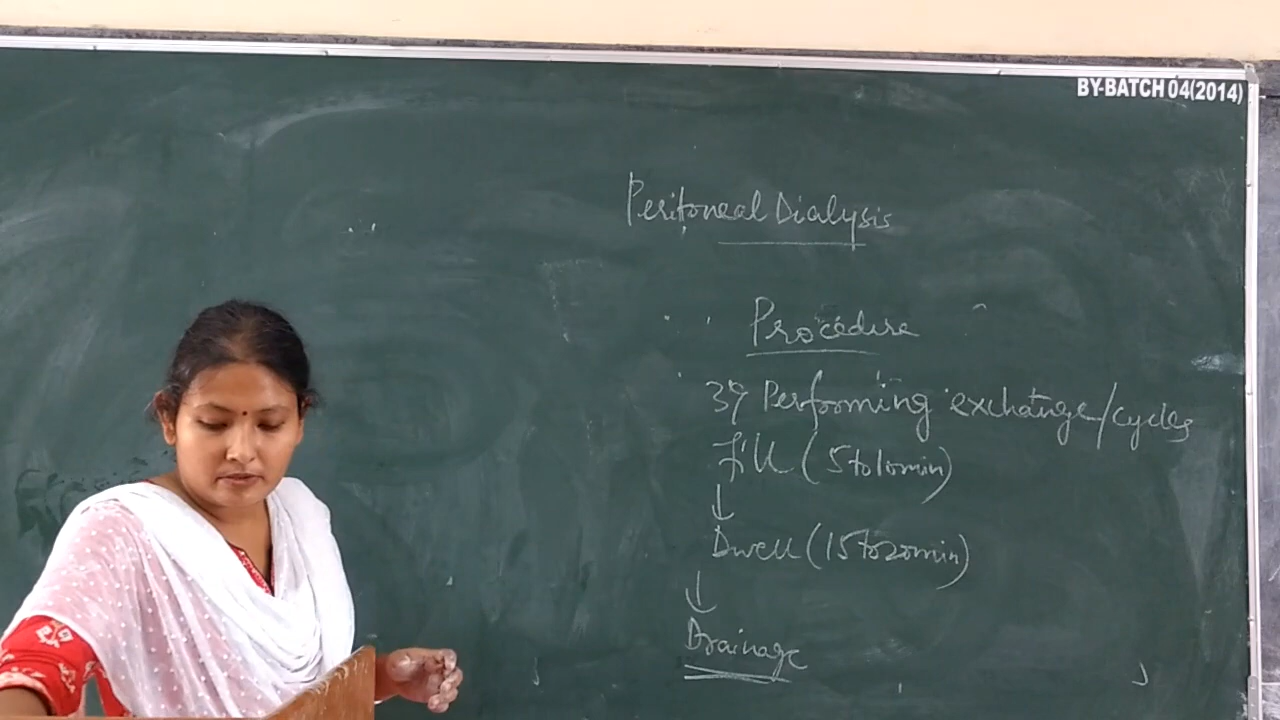 BY-BATCH 04(2014)
Peritoneal Dialysis
Procedure
3) Performing exchange/cycles
Fill (5 to 10 min)
↓
Dwell (15 to 20 min)
↓
Drainage